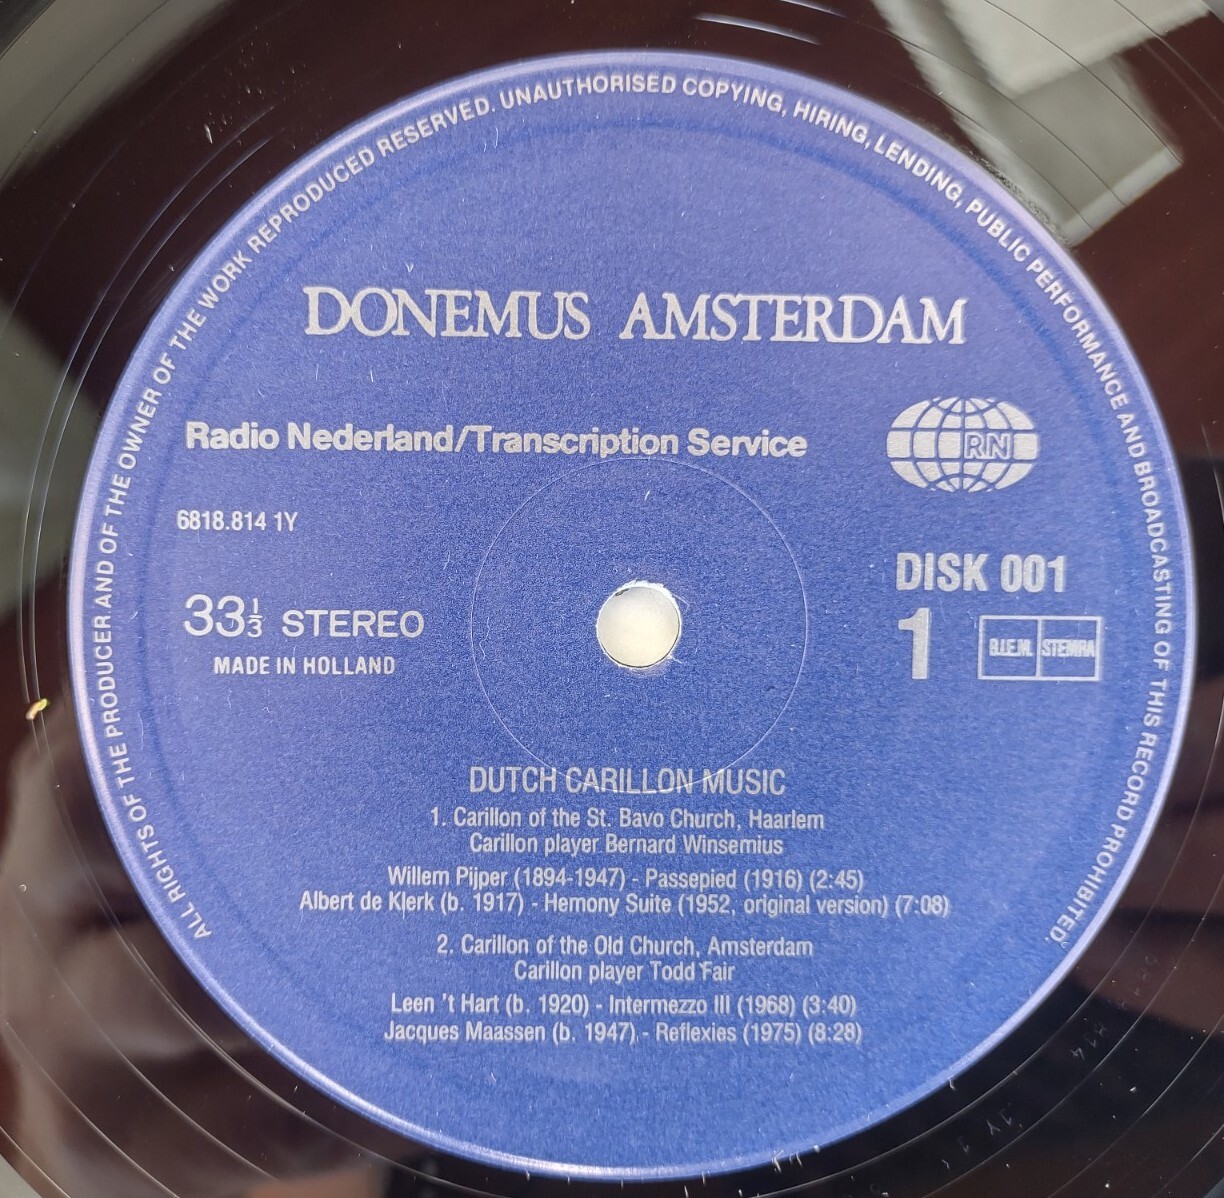 ALL RIGHTS OF THE PRODUCER AND OF THE OWNER OF THE WORK REPRODUCED RESERVED. UNAUTHORISED COPYING, HIRING, LENDING, PUBLIC PERFORMANCE AND BROADCASTING OF THIS RECORD PROHIBITED.
DONEMUS AMSTERDAM
Radio Nederland/Transcription Service
RN
6818.814 1Y
33⅓ STEREO
MADE IN HOLLAND
DISK 001
1
B.I.E.M. STEMRA
DUTCH CARILLON MUSIC
1. Carillon of the St. Bavo Church, Haarlem
Carillon player Bernard Winsemius
Willem Pijper (1894-1947) - Passepied (1916) (2:45)
Albert de Klerk (b. 1917) - Hemony Suite (1952, original version) (7:08)
2. Carillon of the Old Church, Amsterdam
Carillon player Todd Fair
Leen 't Hart (b. 1920) - Intermezzo III (1968) (3:40)
Jacques Maassen (b. 1947) - Reflexies (1975) (8:28)